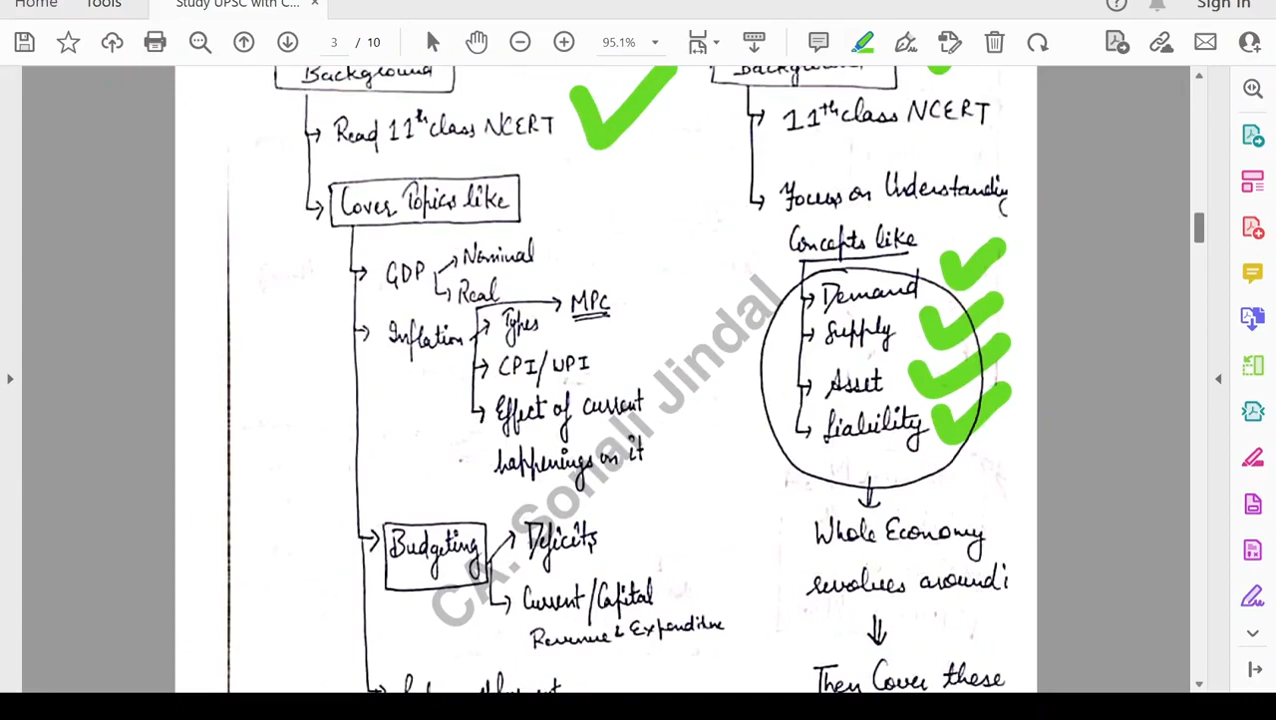 Home
Tools
Study UPSC with C...
×
Sign In
3 / 10
95.1%
Background
Read 11th class NCERT
Cover Topics like
GDP
Nominal
Real
Inflation
MPC
Types
CPI/WPI
Effect of current
happenings on it
Budgeting
Deficits
Current/Capital
Revenue & Expenditure
Background
11th class NCERT
Focus on Understanding
Concepts like
Demand
Supply
Asset
Liability
Whole Economy
revolves around i
Then Cover these
CA. Sonali Jindal